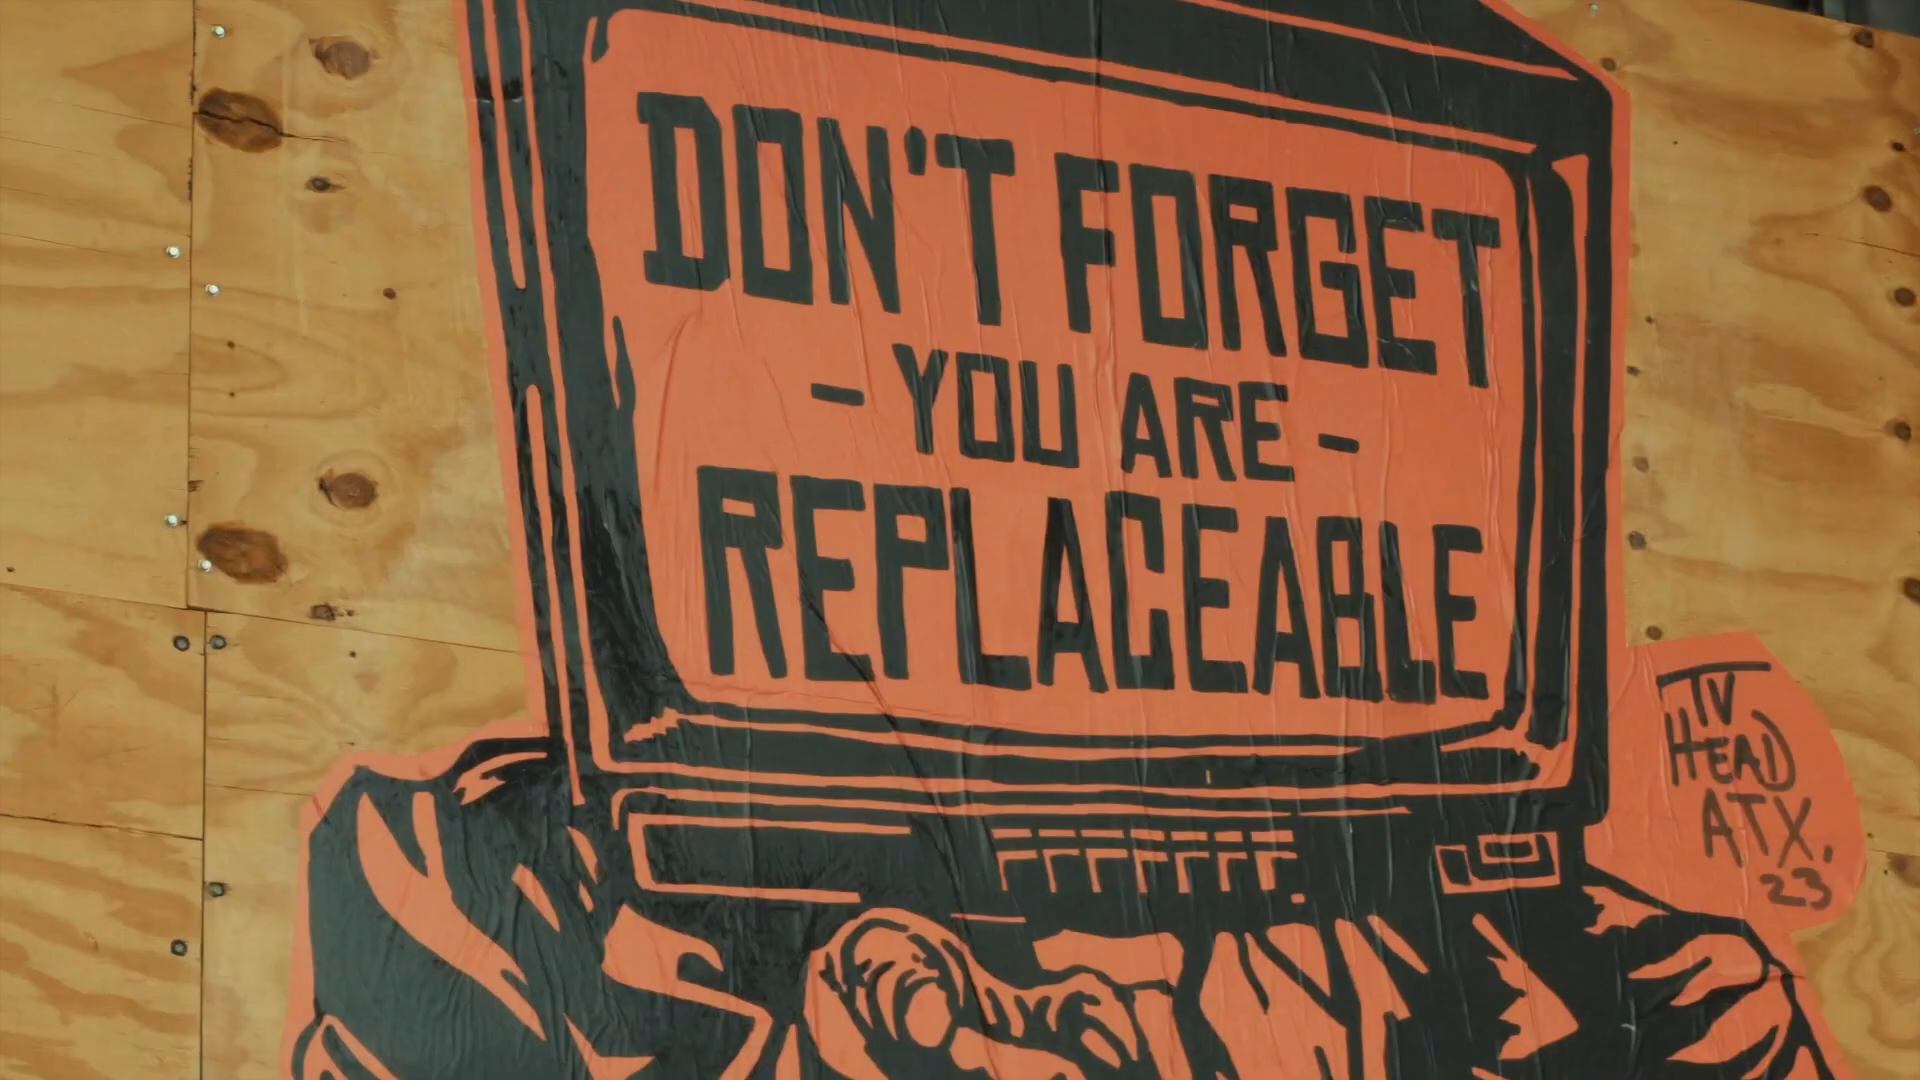 DON'T FORGET
- YOU ARE -
REPLACEABLE
TV
HEAD
ATX.
23